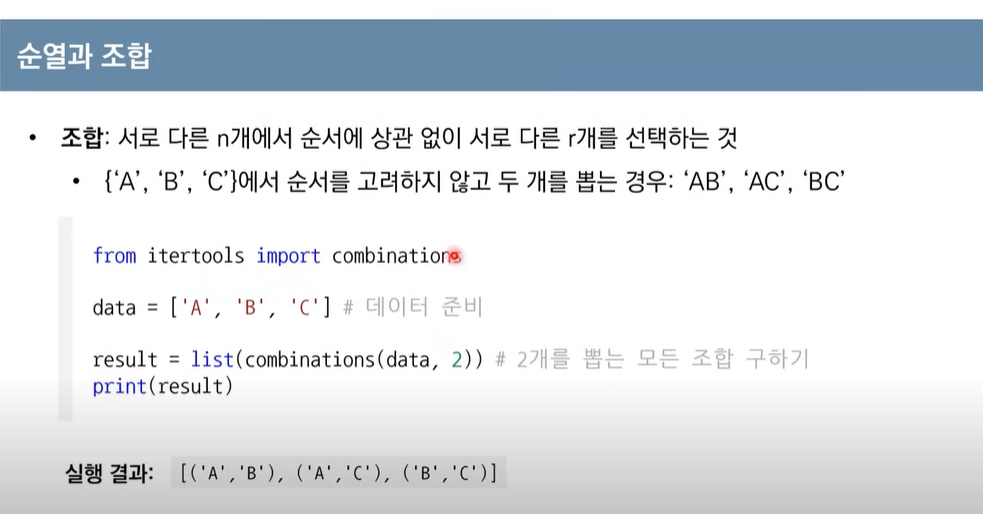 순열과 조합
• 조합: 서로 다른 n개에서 순서에 상관 없이 서로 다른 r개를 선택하는 것
• {‘A’, ‘B’, ‘C’}에서 순서를 고려하지 않고 두 개를 뽑는 경우: ‘AB’, ‘AC’, ‘BC’
from itertools import combinations
data = ['A', 'B', 'C'] # 데이터 준비
result = list(combinations(data, 2)) # 2개를 뽑는 모든 조합 구하기
print(result)
실행 결과: [('A','B'), ('A','C'), ('B','C')]